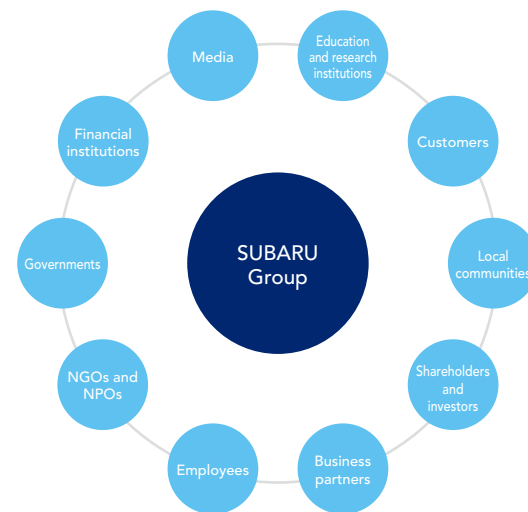 Media
Education
and research
institutions
Financial
institutions
Customers
SUBARU
Group
Governments
Local
communities
NGOs and
NPOs
Shareholders
and
investors
Employees
Business
partners